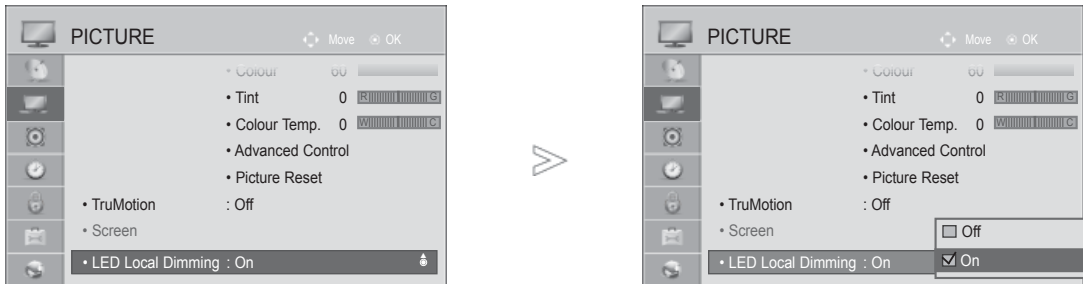 PICTURE
Move OK
• Colour 60
• Tint 0 R G
• Colour Temp. 0 W C
• Advanced Control
• Picture Reset
• TruMotion : Off
• Screen
• LED Local Dimming : On
PICTURE
Move OK
• Colour 60
• Tint 0 R G
• Colour Temp. 0 W C
• Advanced Control
• Picture Reset
• TruMotion : Off
• Screen
Off
• LED Local Dimming : On
On